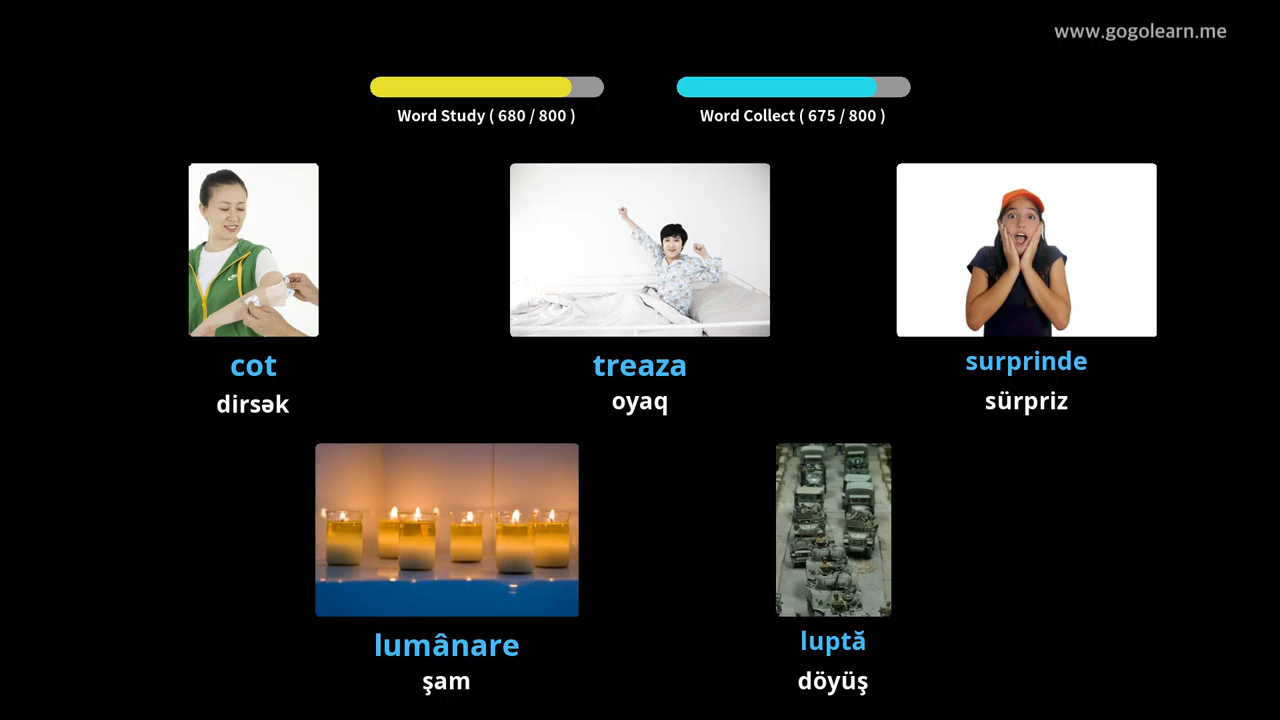 www.gogolearn.me
Word Study ( 680 / 800 )
Word Collect ( 675 / 800 )
cot
dirsək
treaza
oyaq
surprinde
sürpriz
lumânare
şam
luptă
döyüş